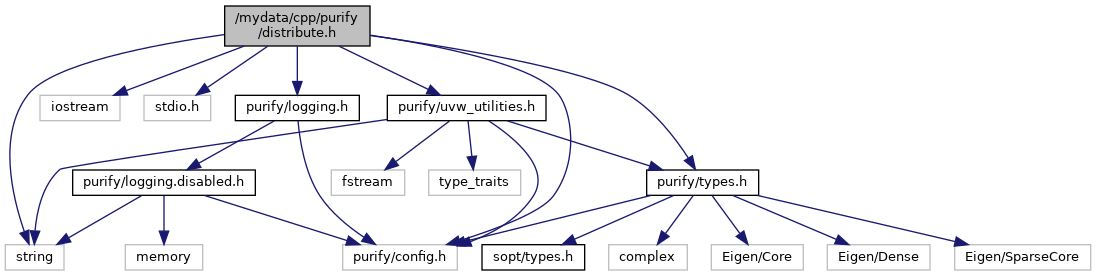 /mydata/cpp/purify
/distribute.h
iostream
stdio.h
purify/logging.h
purify/uvw_utilities.h
purify/logging.disabled.h
fstream
type_traits
purify/types.h
string
memory
purify/config.h
sopt/types.h
complex
Eigen/Core
Eigen/Dense
Eigen/SparseCore